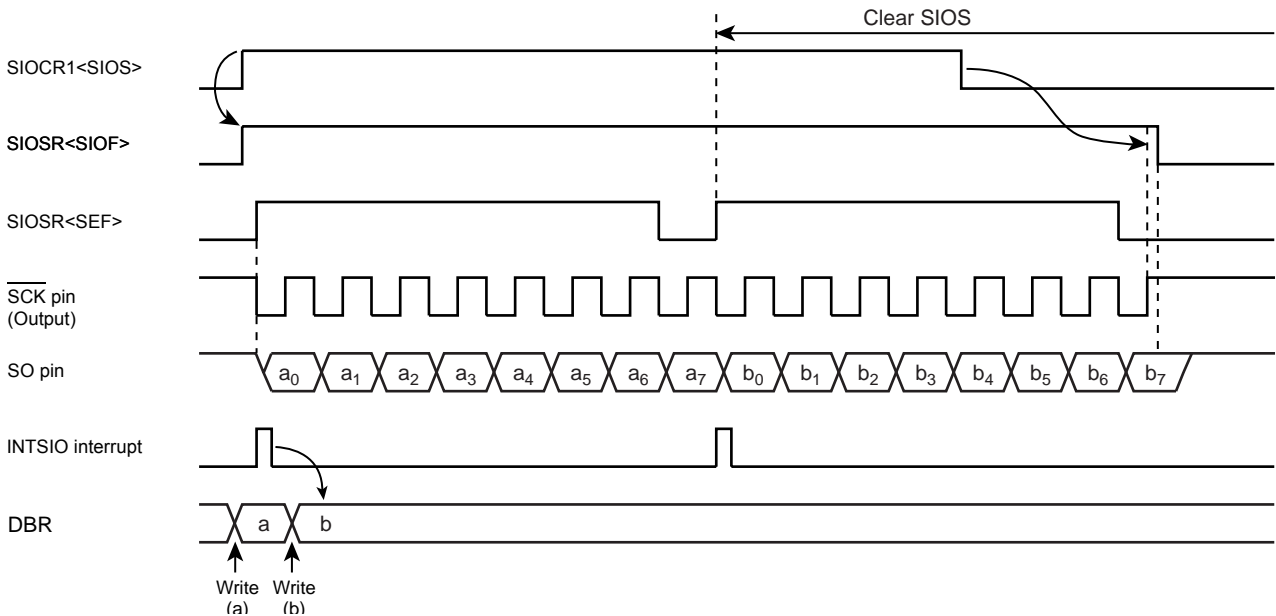 Clear SIOS
SIOCR1<SIOS>
SIOSR<SIOF>
SIOSR<SEF>
SCK pin
(Output)
SO pin
a0 a1 a2 a3 a4 a5 a6 a7 b0 b1 b2 b3 b4 b5 b6 b7
INTSIO interrupt
DBR
a b
Write Write
(a) (b)